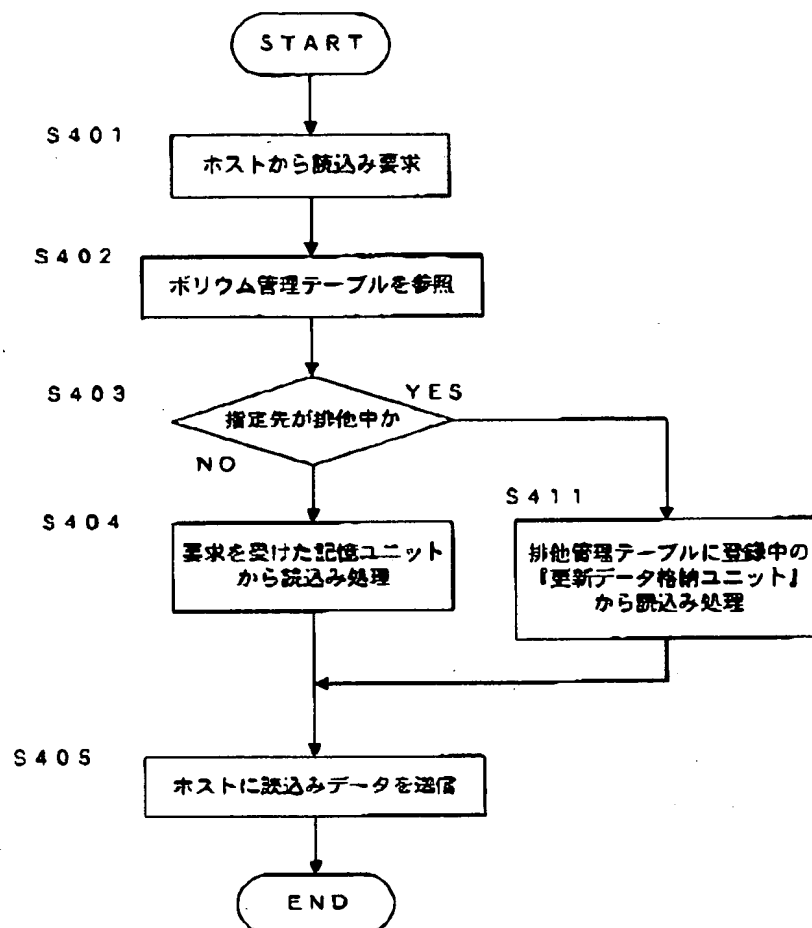 START
S401
ホストから読込み要求
S402
ボリウム管理テーブルを参照
S403
指定先が排他中か
YES
NO
S404
要求を受けた記憶ユニット
から読込み処理
S411
排他管理テーブルに登録中の
『更新データ格納ユニット』
から読込み処理
S405
ホストに読込みデータを送信
END